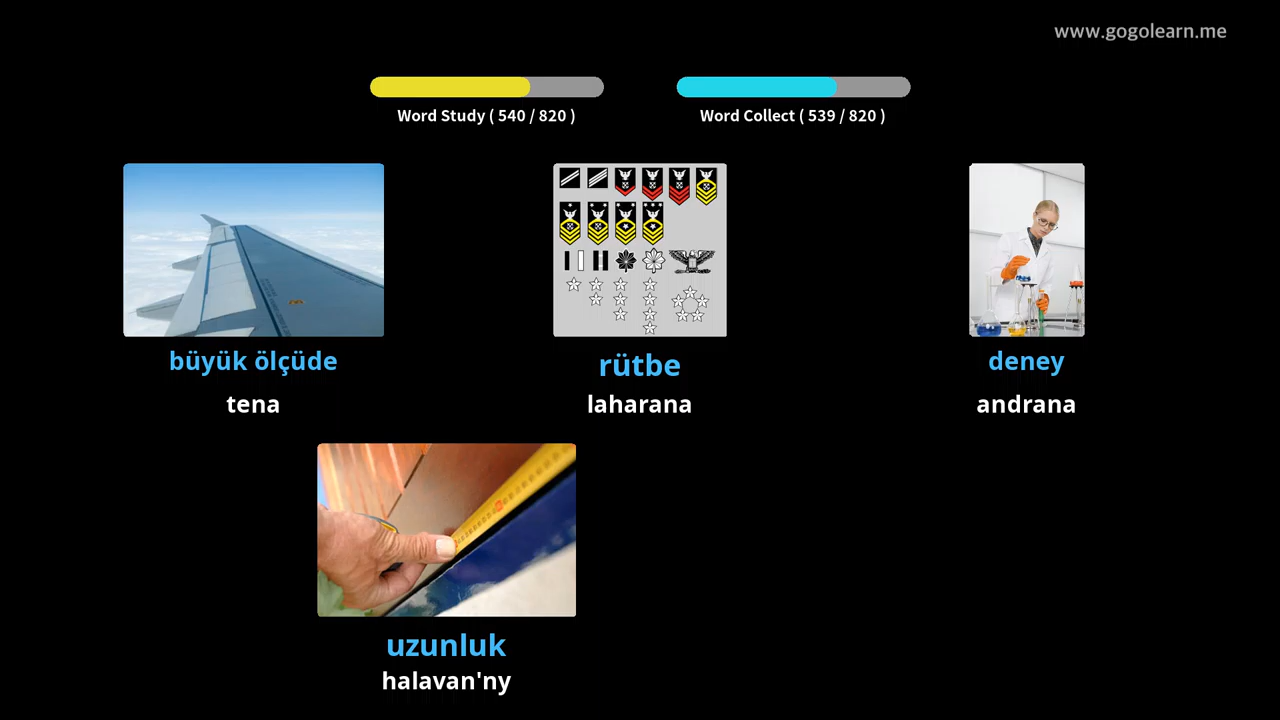 www.gogolearn.me
Word Study ( 540 / 820 )
Word Collect ( 539 / 820 )
büyük ölçüde
tena
rütbe
laharana
deney
andrana
uzunluk
halavan'ny